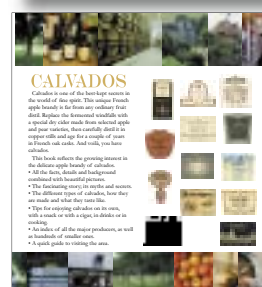 CALVADOS
Calvados is one of the best-kept secrets in
the world of fine spirit. This unique French
apple brandy is far from any ordinary fruit
distil. Replace the fermented windfalls with
a special dry cider made from selected apple
and pear varieties, then carefully distil it in
copper stills and age for a couple of years
in French oak casks. And voilà, you have
calvados.
This book reflects the growing interest in
the delicate apple brandy of calvados.
• All the facts, details and background
combined with beautiful pictures.
• The fascinating story; its myths and secrets.
• The different types of calvados, how they
are made and what they taste like.
• Tips for enjoying calvados on its own,
with a snack or with a cigar, in drinks or in
cooking.
• An index of all the major producers, as well
as hundreds of smaller ones.
• A quick guide to visiting the area.